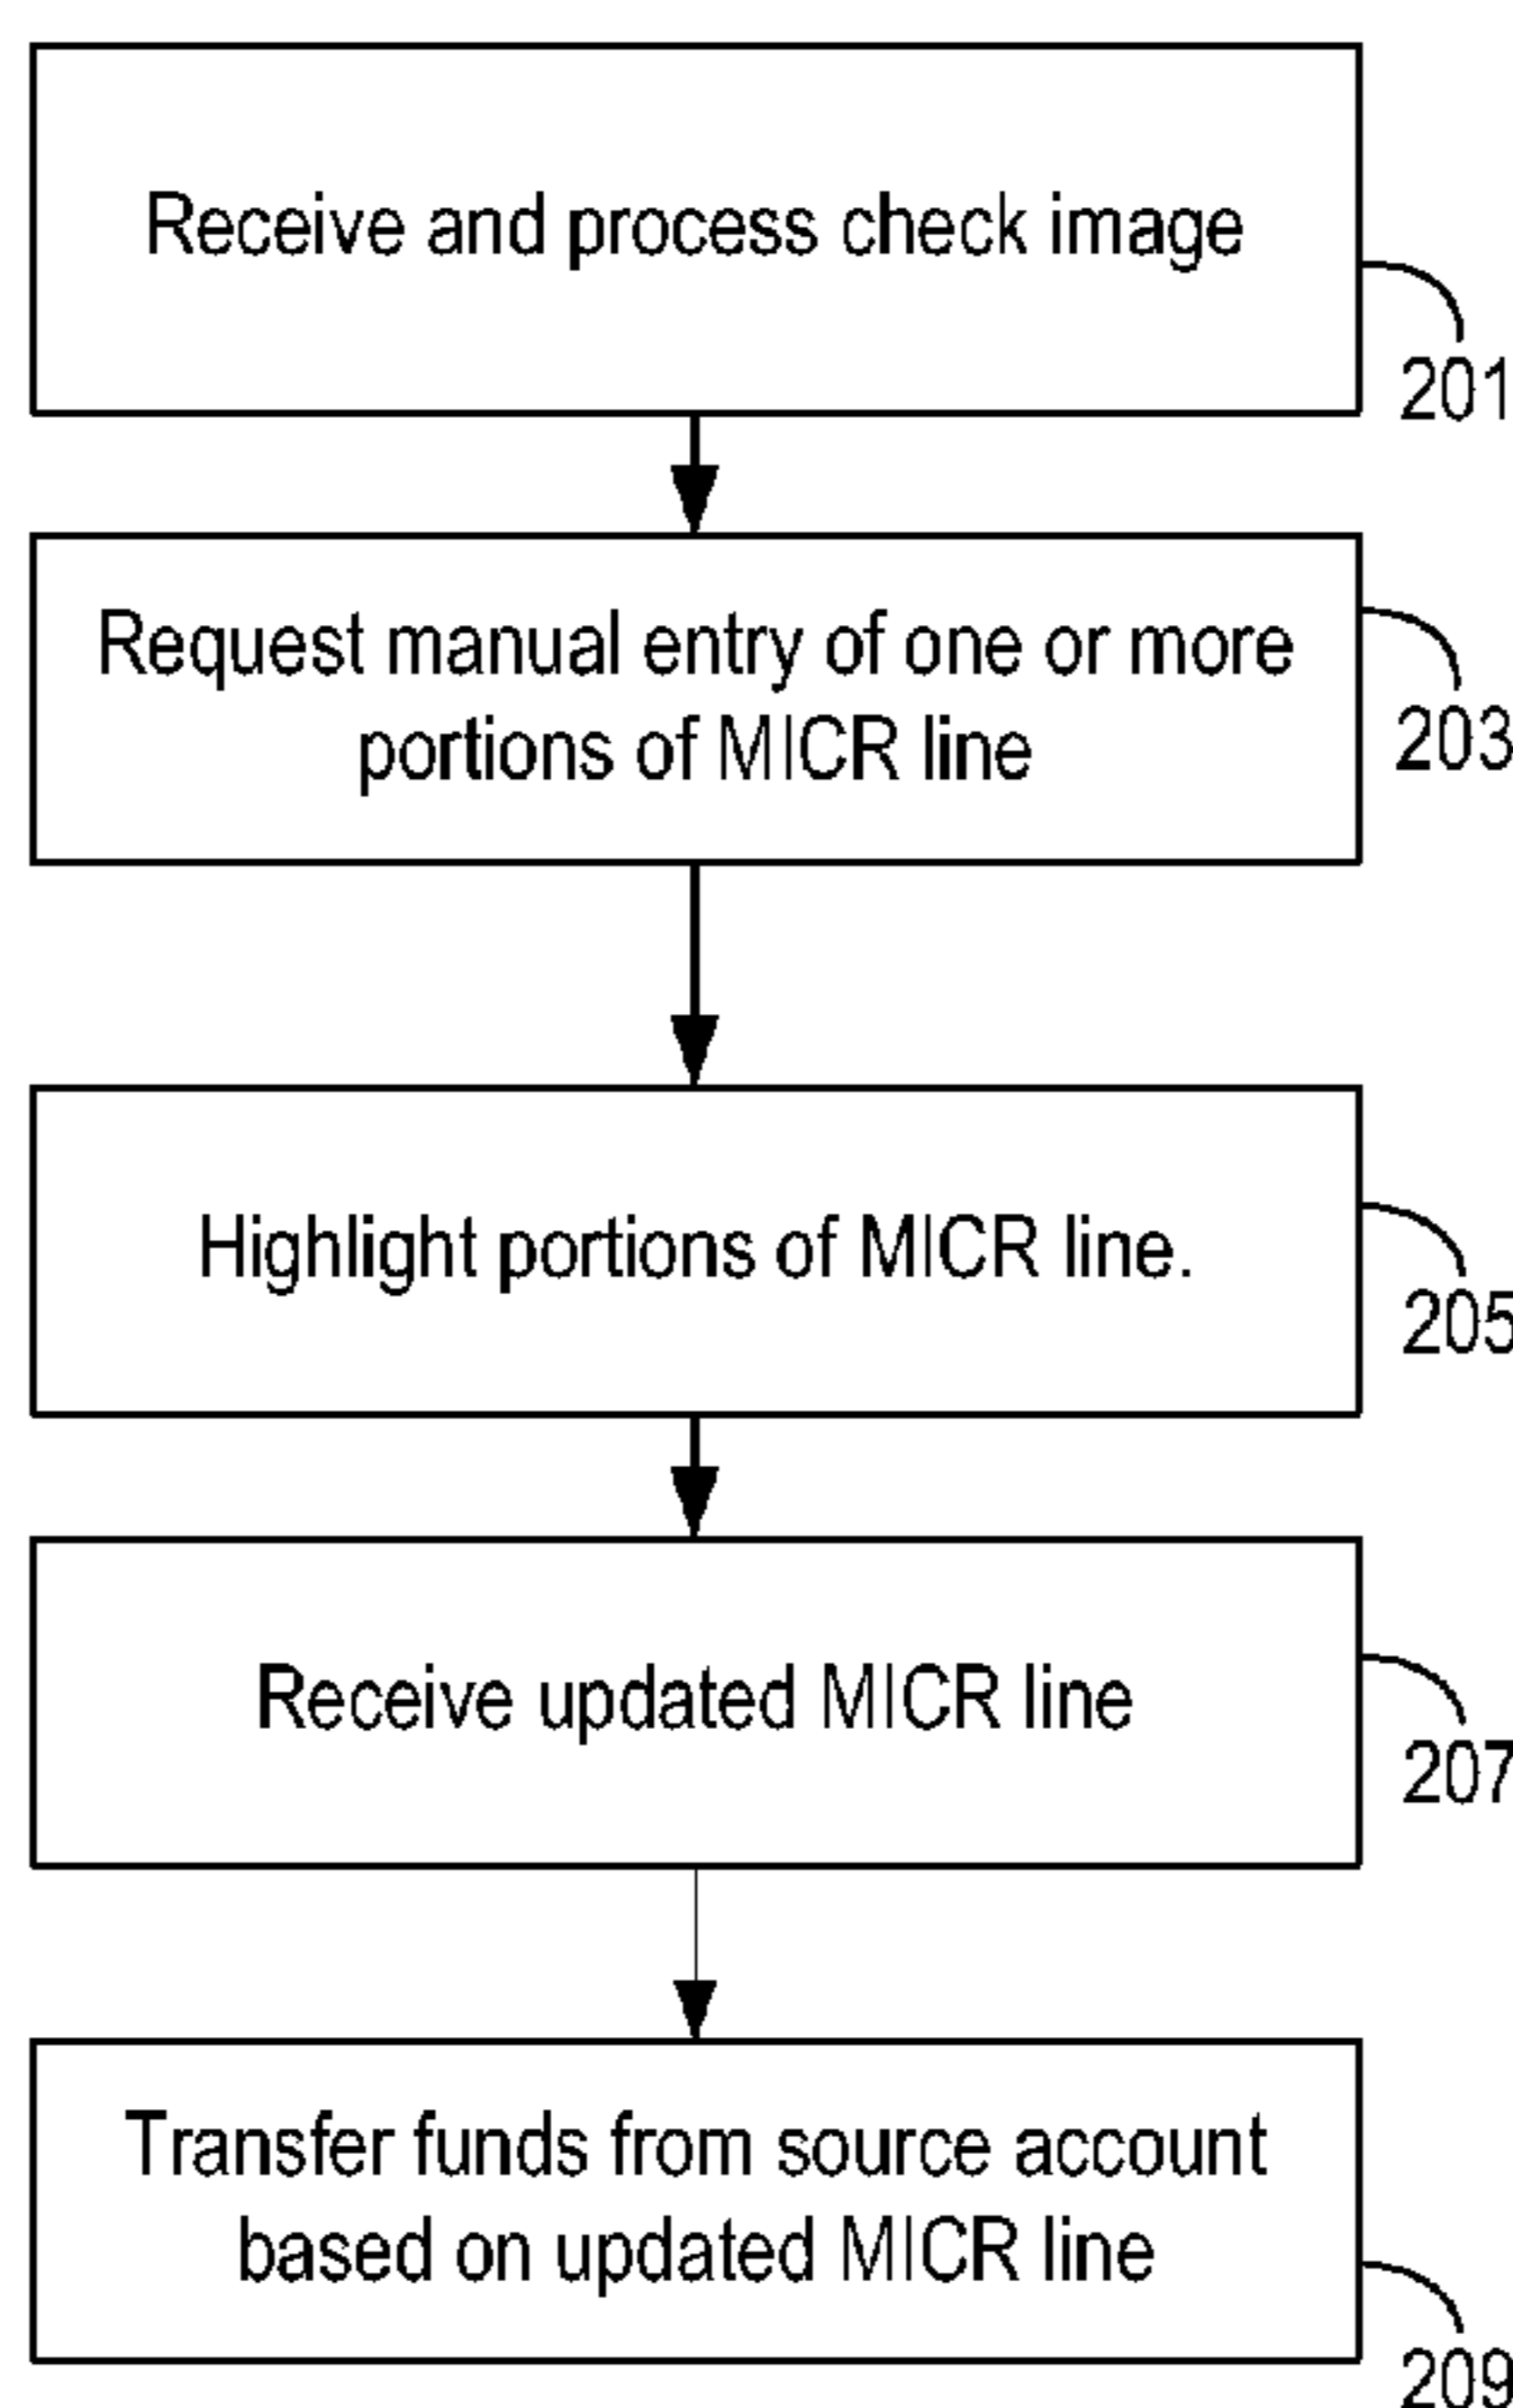 Receive and process check image
201
Request manual entry of one or more
portions of MICR line
203
Highlight portions of MICR line.
205
Receive updated MICR line
207
Transfer funds from source account
based on updated MICR line
209